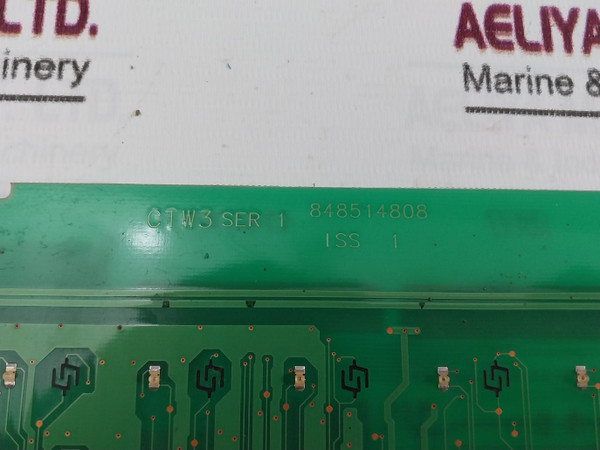 LTD.
inery
AELIYA
Marine &
CTW3 SER 1 848514808
ISS 1